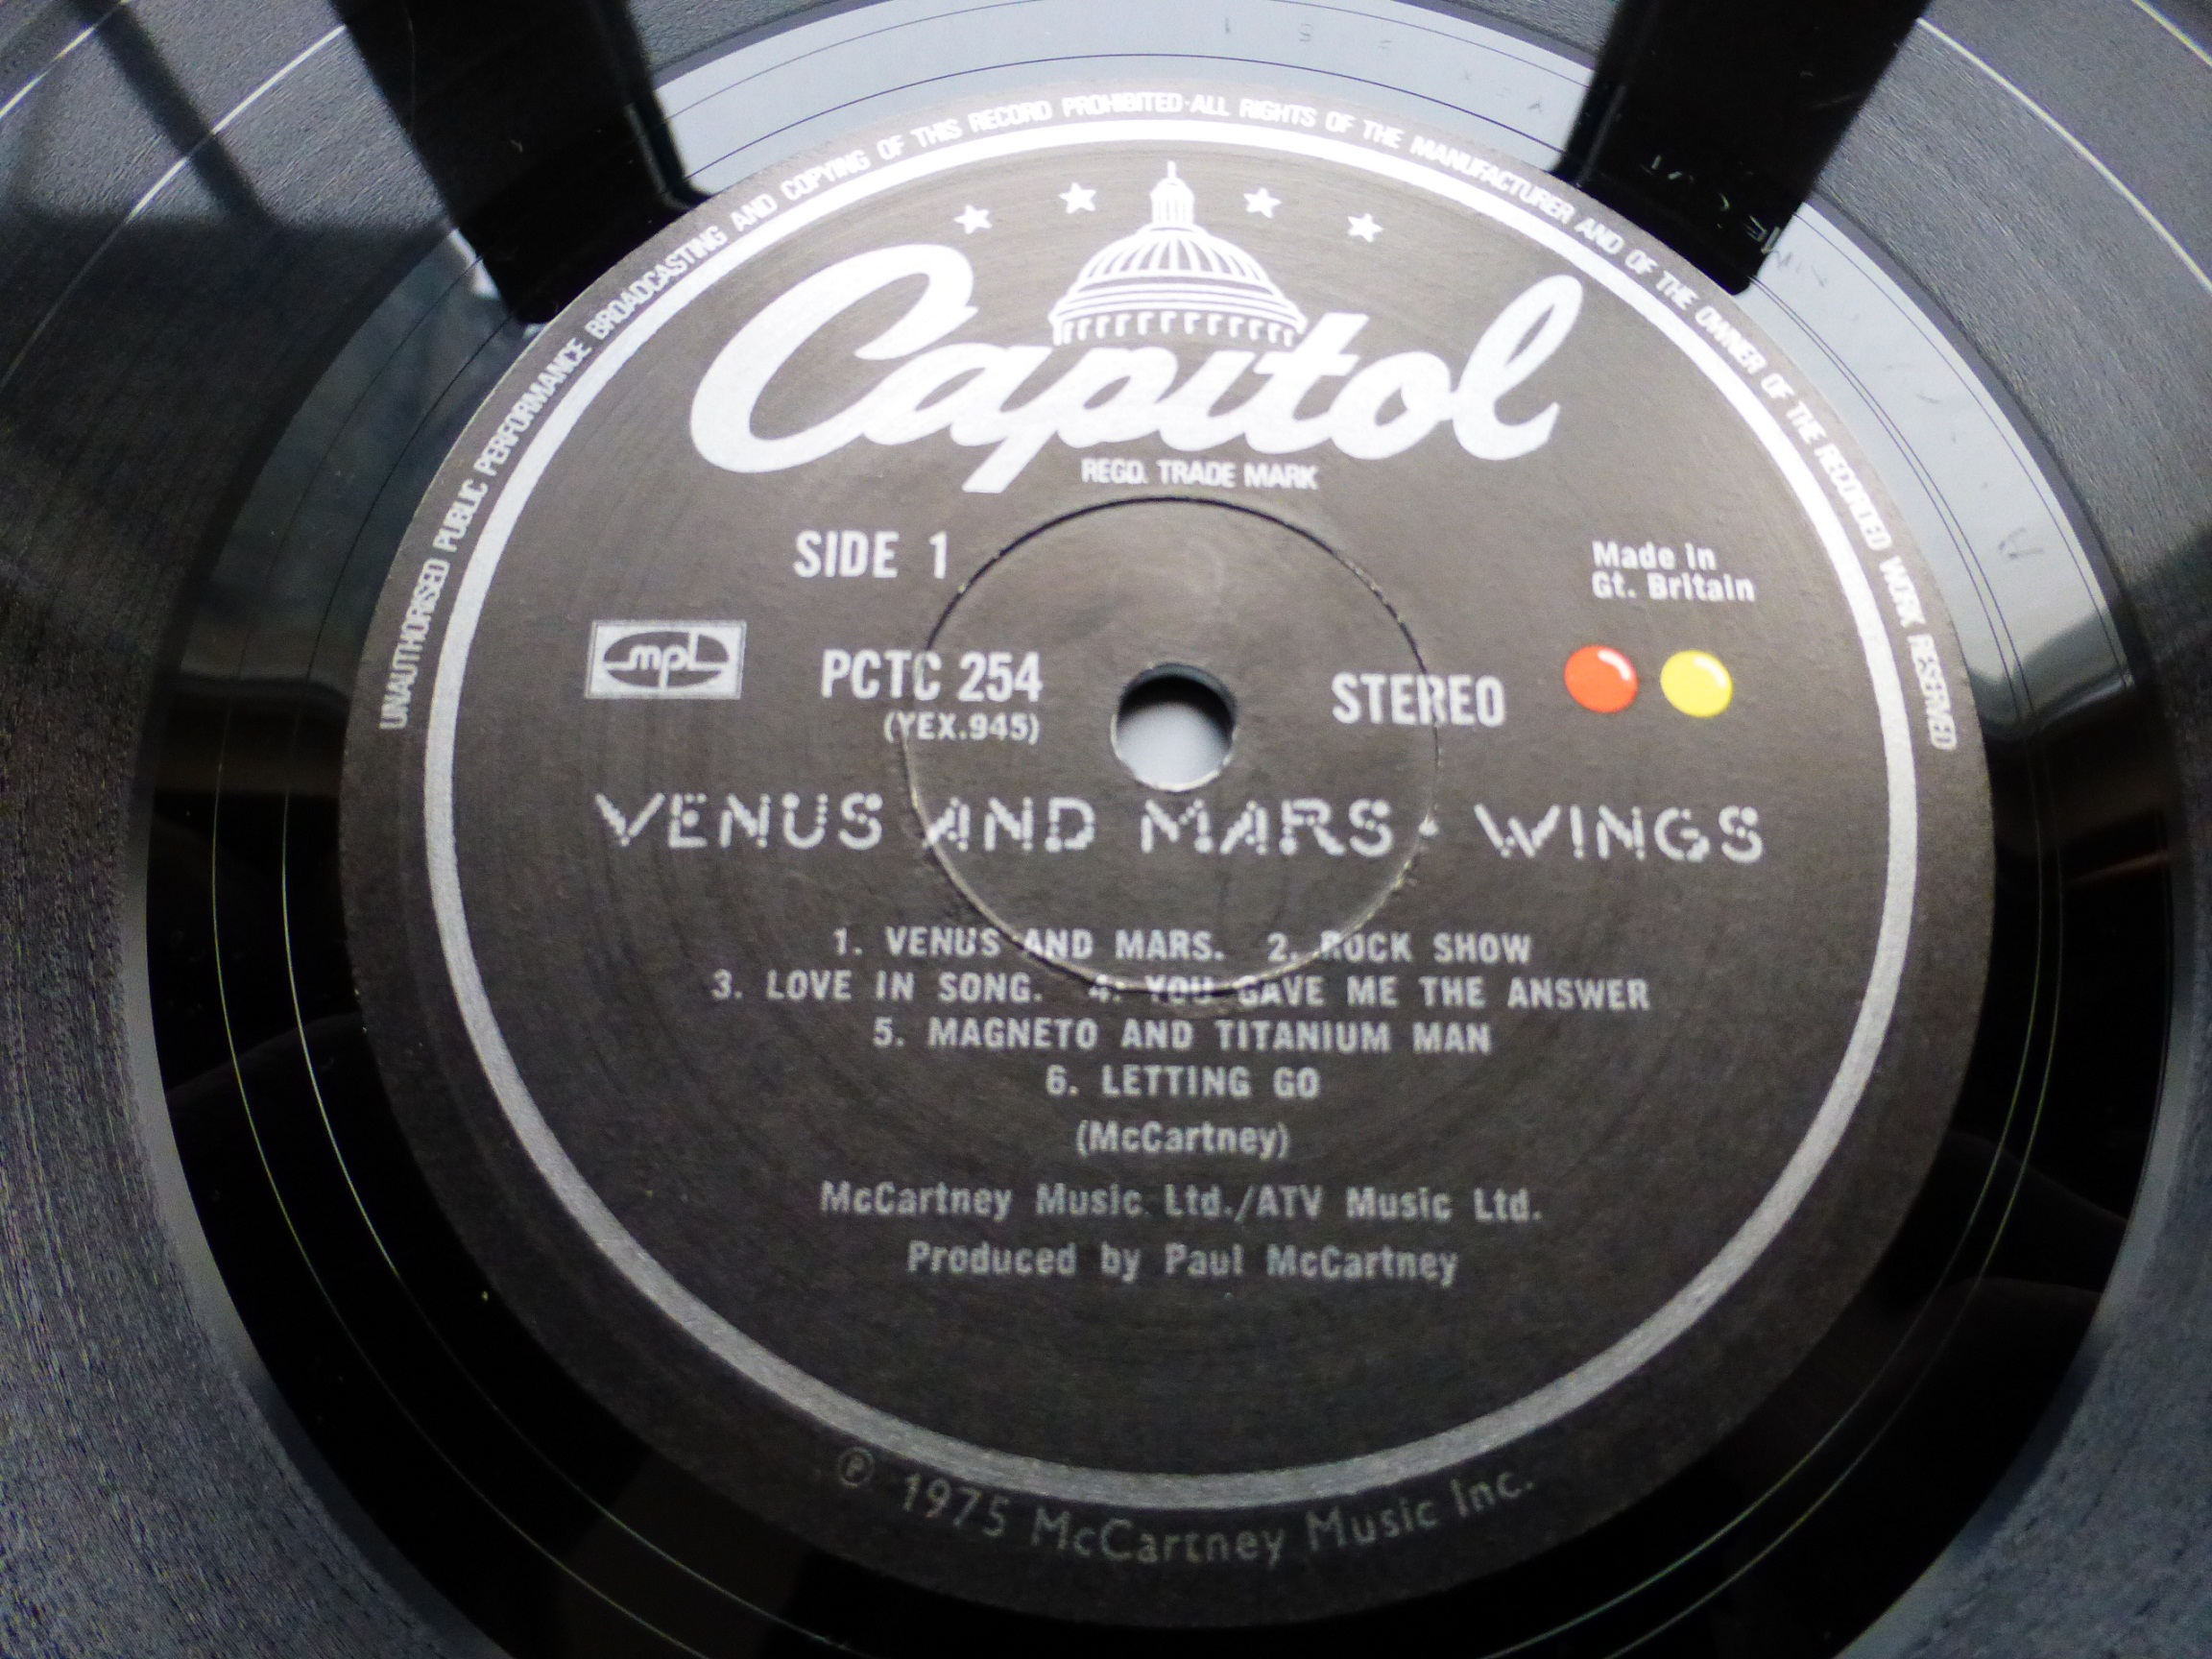 UNAUTHORISED PUBLIC PERFORMANCE BROADCASTING AND COPYING OF THIS RECORD PROHIBITED·ALL RIGHTS OF THE MANUFACTURER AND OF THE OWNER OF THE RECORDED WORK RESERVED
Capitol
REGD. TRADE MARK
SIDE 1
Made in
Gt. Britain
mpl
PCTC 254
STEREO
(YEX.945)
VENUS AND MARS · WINGS
1. VENUS AND MARS. 2. ROCK SHOW
3. LOVE IN SONG. 4. YOU GAVE ME THE ANSWER
5. MAGNETO AND TITANIUM MAN
6. LETTING GO
(McCartney)
McCartney Music Ltd./ATV Music Ltd.
Produced by Paul McCartney
℗ 1975 McCartney Music Inc.